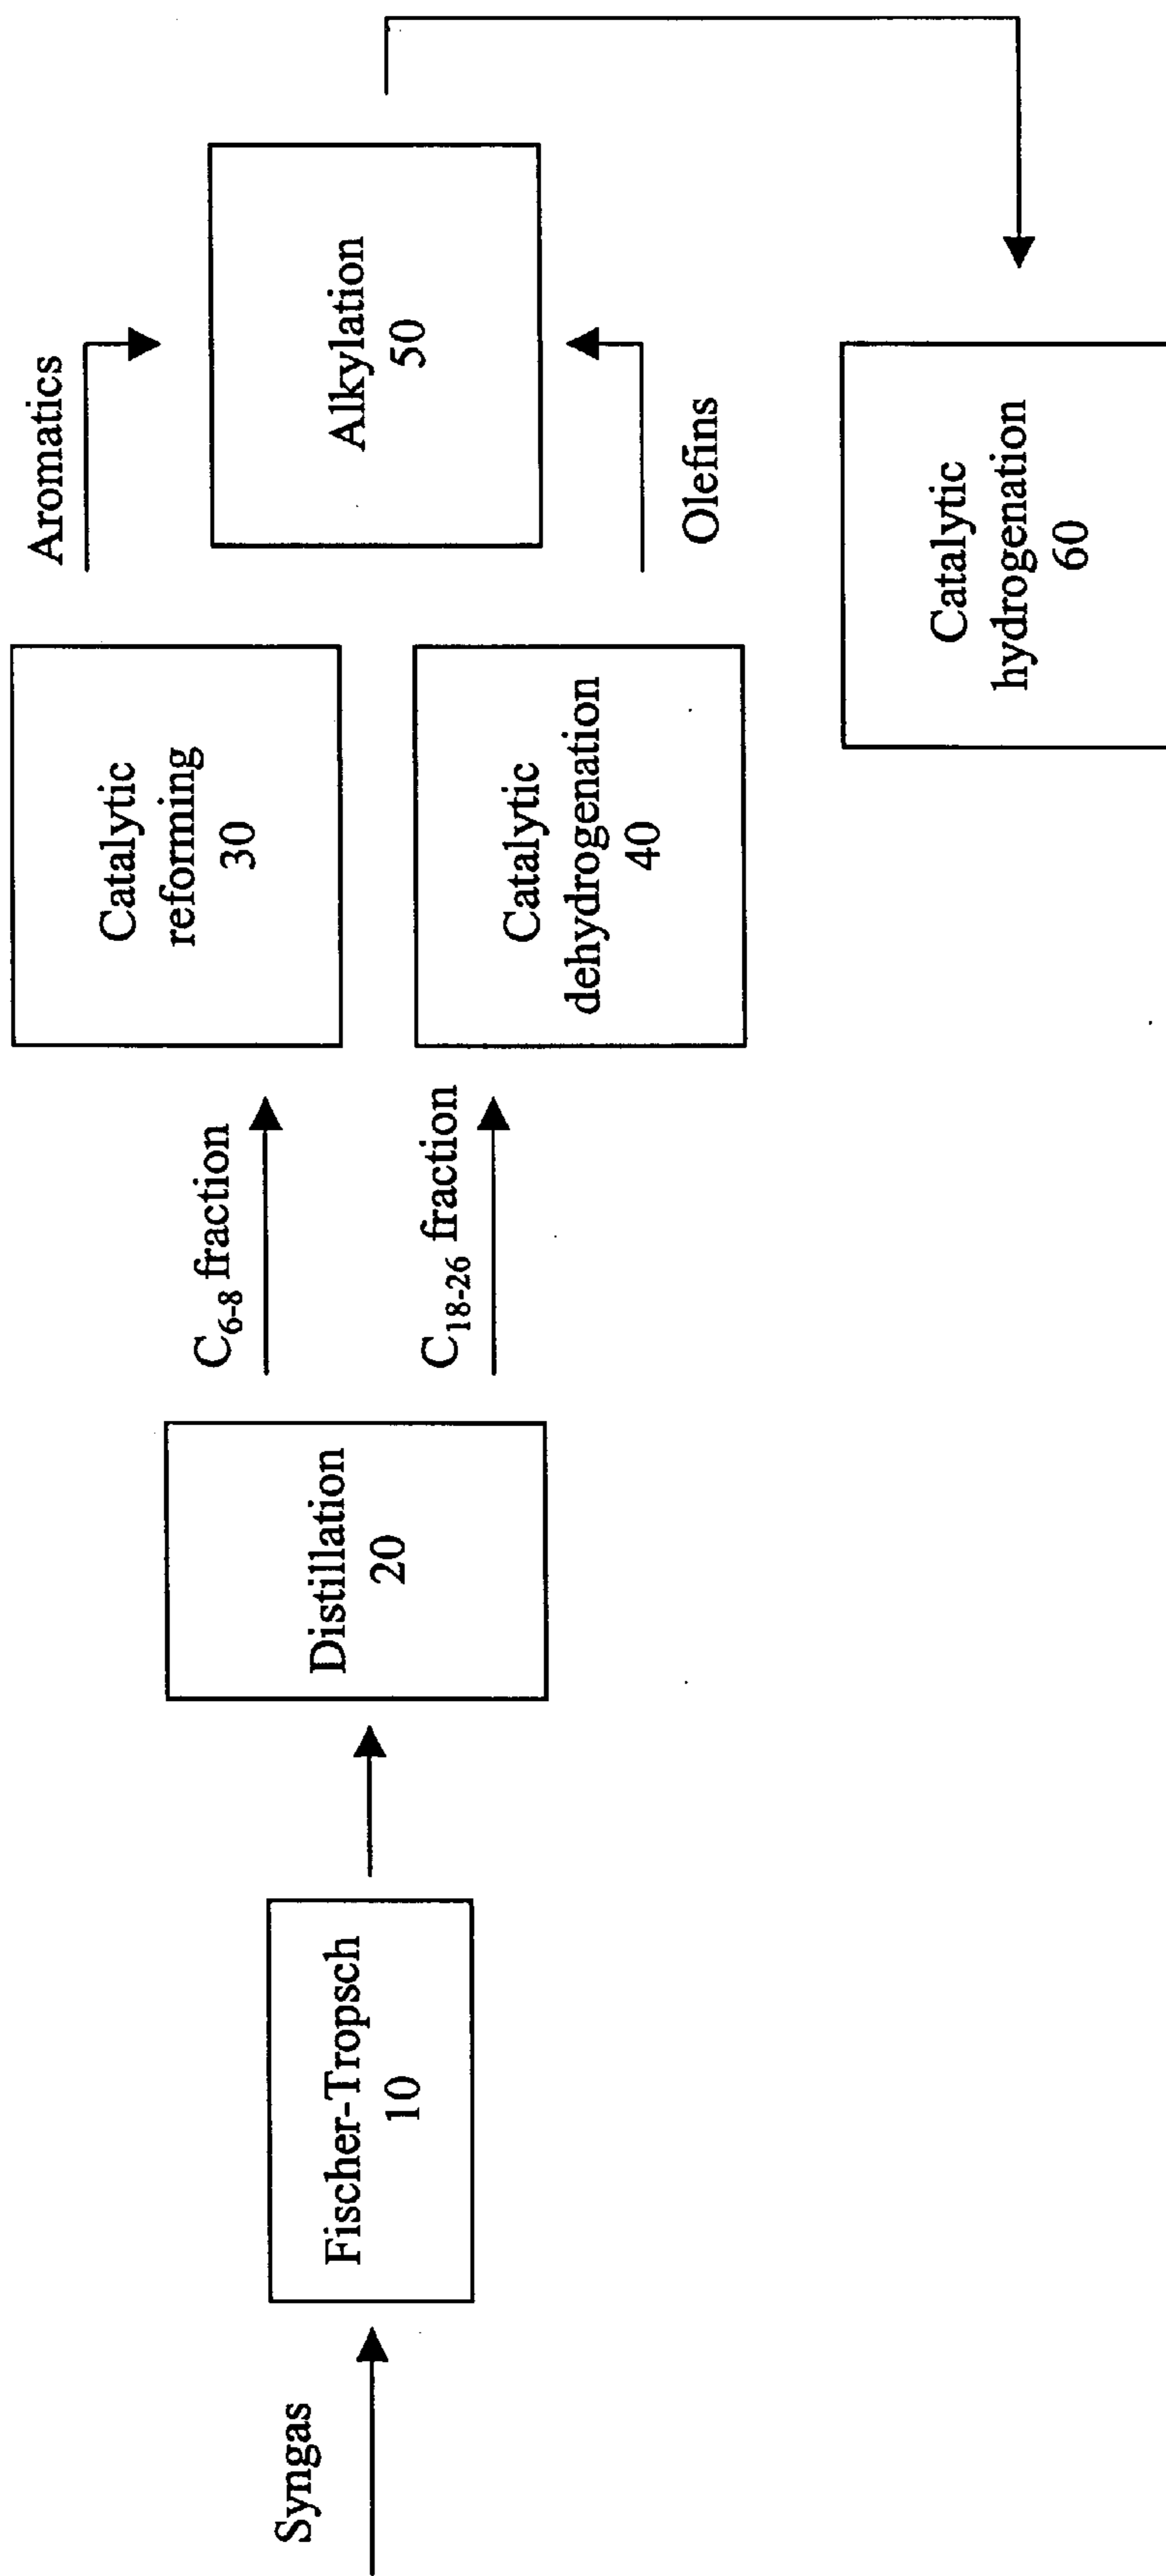 Syngas
Fischer-Tropsch
10
Distillation
20
C6-8 fraction
C18-26 fraction
Catalytic
reforming
30
Catalytic
dehydrogenation
40
Aromatics
Olefins
Alkylation
50
Catalytic
hydrogenation
60